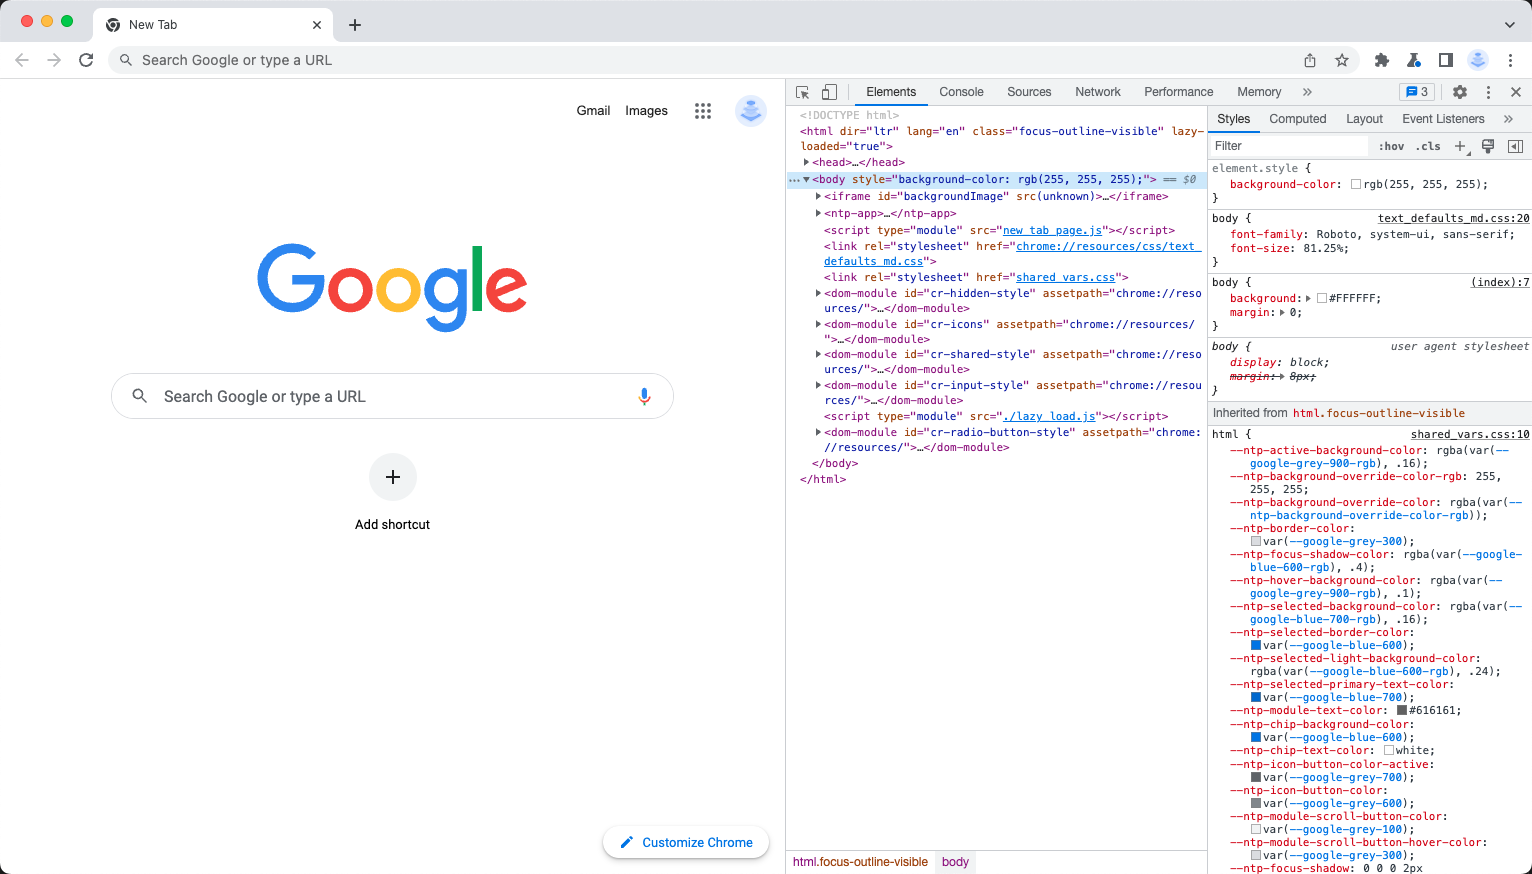 New Tab
Search Google or type a URL
Gmail Images
Google
Search Google or type a URL
Add shortcut
Customize Chrome
Elements Console Sources Network Performance Memory » 3
<!DOCTYPE html>
<html dir="ltr" lang="en" class="focus-outline-visible" lazy-
loaded="true">
<head>…</head>
<body style="background-color: rgb(255, 255, 255);"> == $0
<iframe id="backgroundImage" src(unknown)>…</iframe>
<ntp-app>…</ntp-app>
<script type="module" src="new_tab_page.js"></script>
<link rel="stylesheet" href="chrome://resources/css/text_
defaults_md.css">
<link rel="stylesheet" href="shared_vars.css">
<dom-module id="cr-hidden-style" assetpath="chrome://reso
urces/">…</dom-module>
<dom-module id="cr-icons" assetpath="chrome://resources/
">…</dom-module>
<dom-module id="cr-shared-style" assetpath="chrome://reso
urces/">…</dom-module>
<dom-module id="cr-input-style" assetpath="chrome://resou
rces/">…</dom-module>
<script type="module" src="./lazy_load.js"></script>
<dom-module id="cr-radio-button-style" assetpath="chrome:
//resources/">…</dom-module>
</body>
</html>
html.focus-outline-visible body
Styles Computed Layout Event Listeners »
Filter :hov .cls +
element.style {
background-color: rgb(255, 255, 255);
}
body { text_defaults_md.css:20
font-family: Roboto, system-ui, sans-serif;
font-size: 81.25%;
}
body { (index):7
background: #FFFFFF;
margin: 0;
}
body { user agent stylesheet
display: block;
margin: 8px;
}
Inherited from html.focus-outline-visible
html { shared_vars.css:10
--ntp-active-background-color: rgba(var(--
google-grey-900-rgb), .16);
--ntp-background-override-color-rgb: 255,
255, 255;
--ntp-background-override-color: rgba(var(--
ntp-background-override-color-rgb));
--ntp-border-color:
var(--google-grey-300);
--ntp-focus-shadow-color: rgba(var(--google-
blue-600-rgb), .4);
--ntp-hover-background-color: rgba(var(--
google-grey-900-rgb), .1);
--ntp-selected-background-color: rgba(var(--
google-blue-700-rgb), .16);
--ntp-selected-border-color:
var(--google-blue-600);
--ntp-selected-light-background-color:
rgba(var(--google-blue-600-rgb), .24);
--ntp-selected-primary-text-color:
var(--google-blue-700);
--ntp-module-text-color: #616161;
--ntp-chip-background-color:
var(--google-blue-600);
--ntp-chip-text-color: white;
--ntp-icon-button-color-active:
var(--google-grey-700);
--ntp-icon-button-color:
var(--google-grey-600);
--ntp-module-scroll-button-color:
var(--google-grey-100);
--ntp-module-scroll-button-hover-color:
var(--google-grey-300);
--ntp-focus-shadow: 0 0 0 2px